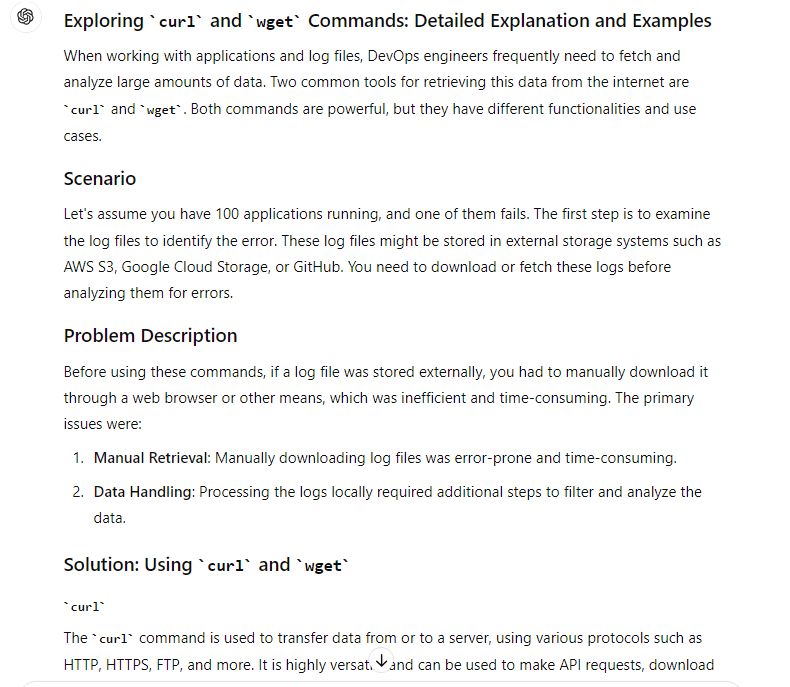 Exploring `curl` and `wget` Commands: Detailed Explanation and Examples
When working with applications and log files, DevOps engineers frequently need to fetch and
analyze large amounts of data. Two common tools for retrieving this data from the internet are
`curl` and `wget`. Both commands are powerful, but they have different functionalities and use
cases.
Scenario
Let's assume you have 100 applications running, and one of them fails. The first step is to examine
the log files to identify the error. These log files might be stored in external storage systems such as
AWS S3, Google Cloud Storage, or GitHub. You need to download or fetch these logs before
analyzing them for errors.
Problem Description
Before using these commands, if a log file was stored externally, you had to manually download it
through a web browser or other means, which was inefficient and time-consuming. The primary
issues were:
1. Manual Retrieval: Manually downloading log files was error-prone and time-consuming.
2. Data Handling: Processing the logs locally required additional steps to filter and analyze the
data.
Solution: Using `curl` and `wget`
`curl`
The `curl` command is used to transfer data from or to a server, using various protocols such as
HTTP, HTTPS, FTP, and more. It is highly and can be used to make API requests, download